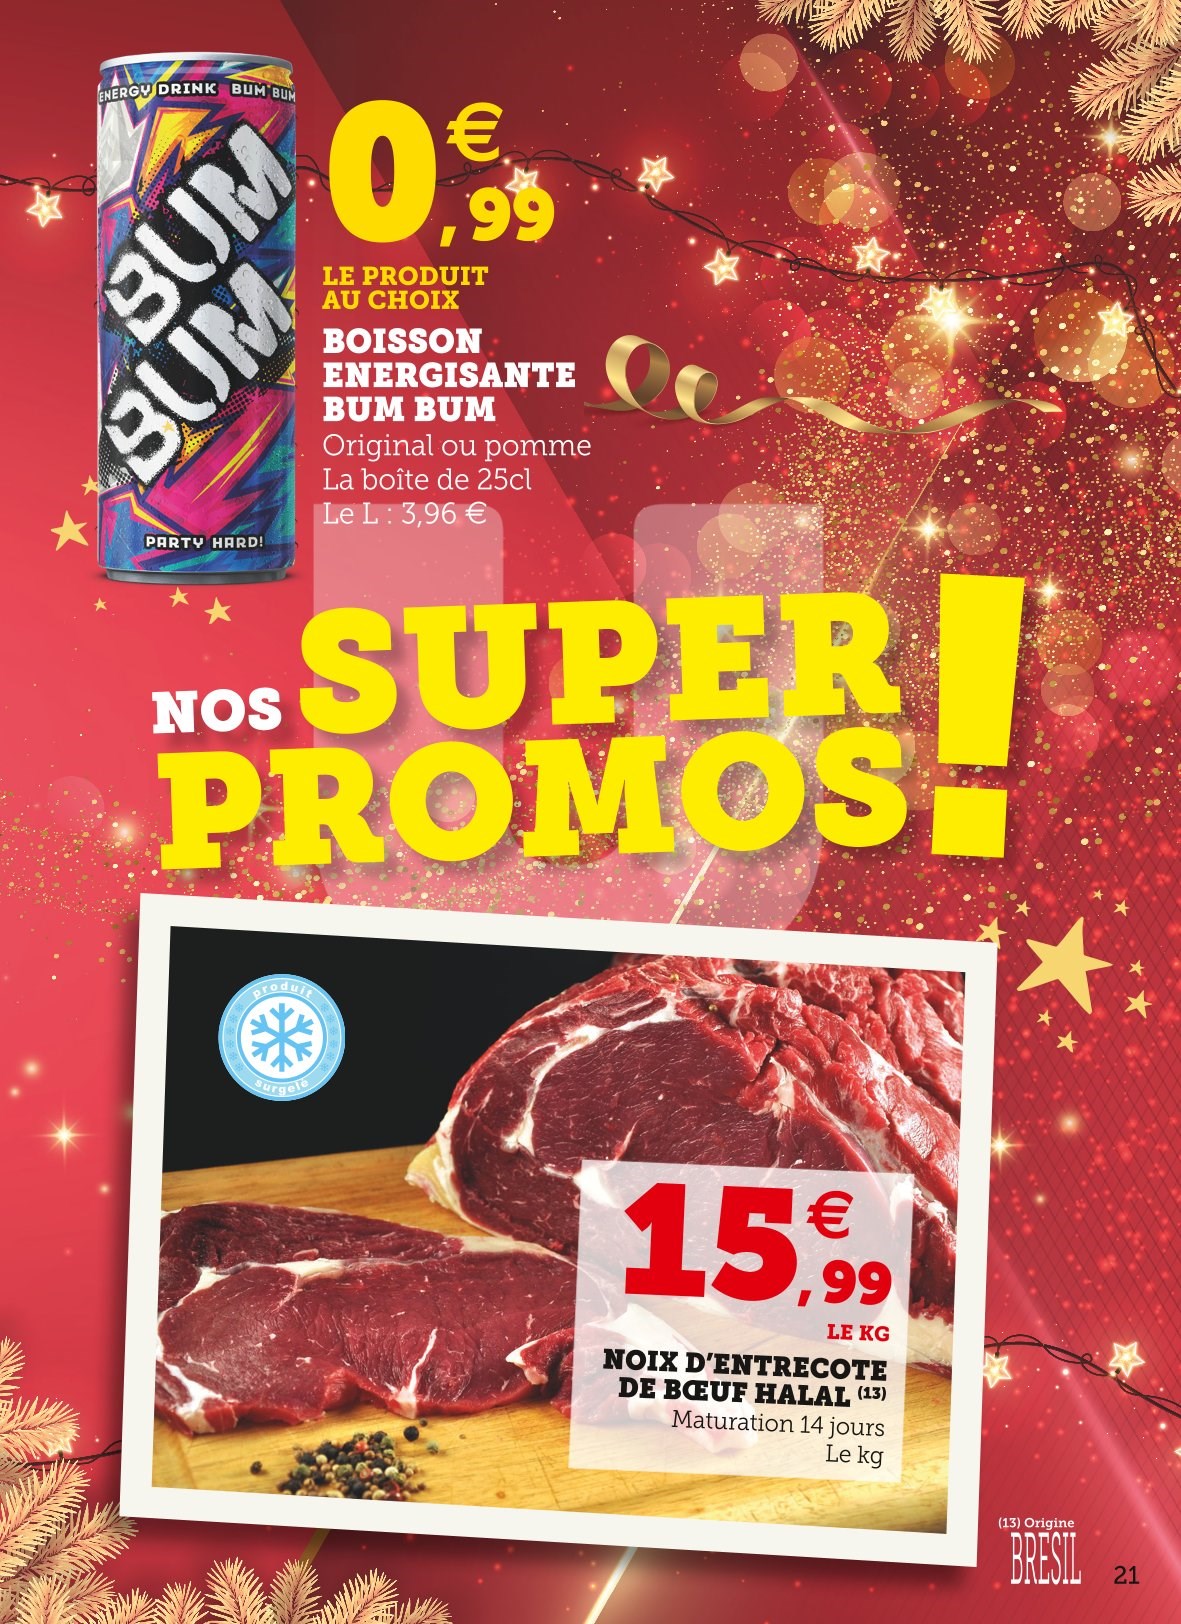 ENERGY DRINK BUM BUM
BUM
BUM
PARTY HARD!
0€,99
LE PRODUIT
AU CHOIX
BOISSON
ENERGISANTE
BUM BUM
Original ou pomme
La boîte de 25cl
Le L : 3,96 €
NOS SUPER
PROMOS !
produit
surgelé
15€,99
LE KG
NOIX D'ENTRECOTE
DE BŒUF HALAL (13)
Maturation 14 jours
Le kg
(13) Origine
BRESIL
21